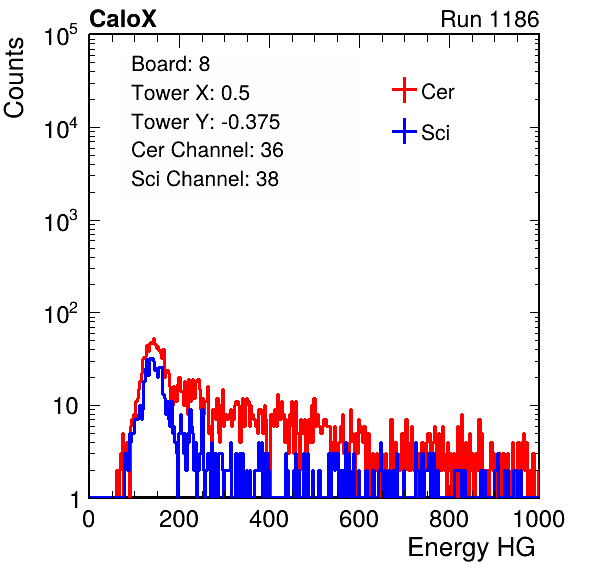 CaloX Run 1186
Counts
Board: 8
Tower X: 0.5
Tower Y: -0.375
Cer Channel: 36
Sci Channel: 38
Cer
Sci
10^5
10^4
10^3
10^2
10
1
0 200 400 600 800 1000
Energy HG